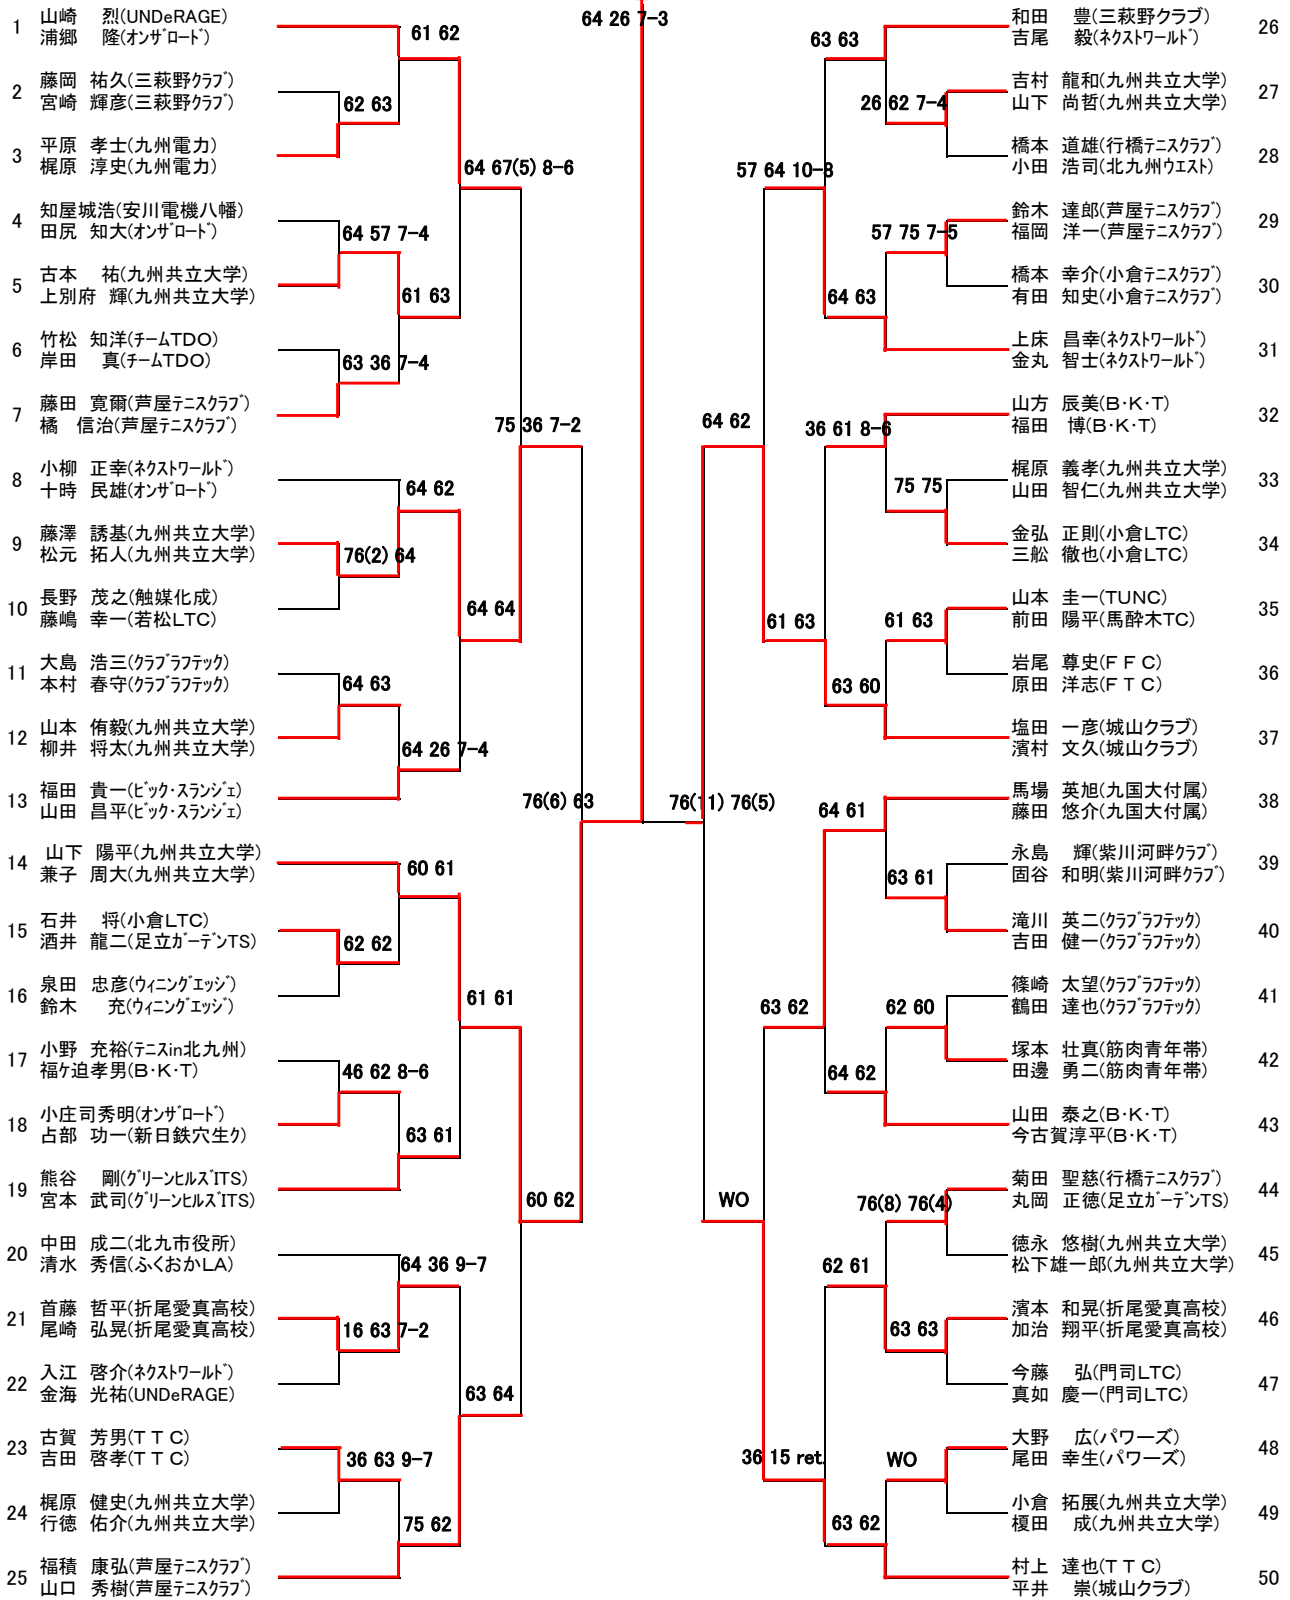 64 26 7-3
1 山崎 烈(UNDeRAGE)
浦郷 隆(オンザロード)
61 62
2 藤岡 祐久(三萩野クラブ)
宮崎 輝彦(三萩野クラブ)
62 63
3 平原 孝士(九州電力)
梶原 淳史(九州電力)
64 67(5) 8-6
4 知屋城浩(安川電機八幡)
田尻 知大(オンザロード)
64 57 7-4
5 古本 祐(九州共立大学)
上別府 輝(九州共立大学)
61 63
6 竹松 知洋(チームTDO)
岸田 真(チームTDO)
63 36 7-4
7 藤田 寛爾(芦屋テニスクラブ)
橘 信治(芦屋テニスクラブ)
75 36 7-2
8 小柳 正幸(ネクストワールド)
十時 民雄(オンザロード)
64 62
9 藤澤 誘基(九州共立大学)
松元 拓人(九州共立大学)
76(2) 64
10 長野 茂之(触媒化成)
藤嶋 幸一(若松LTC)
64 64
11 大島 浩三(クラブラフテック)
本村 春守(クラブラフテック)
64 63
12 山本 侑毅(九州共立大学)
柳井 将太(九州共立大学)
64 26 7-4
13 福田 貴一(ビック・スランジェ)
山田 昌平(ビック・スランジェ)
76(6) 63
14 山下 陽平(九州共立大学)
兼子 周大(九州共立大学)
60 61
15 石井 将(小倉LTC)
酒井 龍二(足立ガーデンTS)
62 62
16 泉田 忠彦(ウィニングエッジ)
鈴木 充(ウィニングエッジ)
61 61
17 小野 充裕(テニスin北九州)
福ケ迫孝男(B・K・T)
46 62 8-6
18 小庄司秀明(オンザロード)
占部 功一(新日鉄穴生ク)
63 61
19 熊谷 剛(グリーンヒルズITS)
宮本 武司(グリーンヒルズITS)
60 62
20 中田 成二(北九市役所)
清水 秀信(ふくおかLA)
64 36 9-7
21 首藤 哲平(折尾愛真高校)
尾崎 弘晃(折尾愛真高校)
16 63 7-2
22 入江 啓介(ネクストワールド)
金海 光祐(UNDeRAGE)
63 64
23 古賀 芳男(TTC)
吉田 啓孝(TTC)
36 63 9-7
24 梶原 健史(九州共立大学)
行徳 佑介(九州共立大学)
75 62
25 福積 康弘(芦屋テニスクラブ)
山口 秀樹(芦屋テニスクラブ)
和田 豊(三萩野クラブ) 26
吉尾 毅(ネクストワールド)
63 63
吉村 龍和(九州共立大学) 27
山下 尚哲(九州共立大学)
26 62 7-4
橋本 道雄(行橋テニスクラブ) 28
小田 浩司(北九州ウエスト)
57 64 10-8
鈴木 達郎(芦屋テニスクラブ) 29
福岡 洋一(芦屋テニスクラブ)
57 75 7-5
橋本 幸介(小倉テニスクラブ) 30
有田 知史(小倉テニスクラブ)
64 63
上床 昌幸(ネクストワールド) 31
金丸 智士(ネクストワールド)
山方 辰美(B・K・T) 32
福田 博(B・K・T)
64 62
36 61 8-6
梶原 義孝(九州共立大学) 33
山田 智仁(九州共立大学)
75 75
金弘 正則(小倉LTC) 34
三舩 徹也(小倉LTC)
山本 圭一(TUNC) 35
前田 陽平(馬酔木TC)
61 63
61 63
岩尾 尊史(FFC) 36
原田 洋志(FTC)
63 60
塩田 一彦(城山クラブ) 37
濱村 文久(城山クラブ)
76(11) 76(5)
馬場 英旭(九国大付属) 38
藤田 悠介(九国大付属)
64 61
永島 輝(紫川河畔クラブ) 39
固谷 和明(紫川河畔クラブ)
63 61
滝川 英二(クラブラフテック) 40
吉田 健一(クラブラフテック)
篠崎 太望(クラブラフテック) 41
鶴田 達也(クラブラフテック)
63 62
62 60
塚本 壮真(筋肉青年帯) 42
田邊 勇二(筋肉青年帯)
64 62
山田 泰之(B・K・T) 43
今古賀淳平(B・K・T)
菊田 聖慈(行橋テニスクラブ) 44
丸岡 正徳(足立ガーデンTS)
WO
76(8) 76(4)
徳永 悠樹(九州共立大学) 45
松下雄一郎(九州共立大学)
62 61
濱本 和晃(折尾愛真高校) 46
加治 翔平(折尾愛真高校)
63 63
今藤 弘(門司LTC) 47
真如 慶一(門司LTC)
大野 広(パワーズ) 48
尾田 幸生(パワーズ)
36 15 ret.
WO
小倉 拓展(九州共立大学) 49
榎田 成(九州共立大学)
63 62
村上 達也(TTC) 50
平井 崇(城山クラブ)